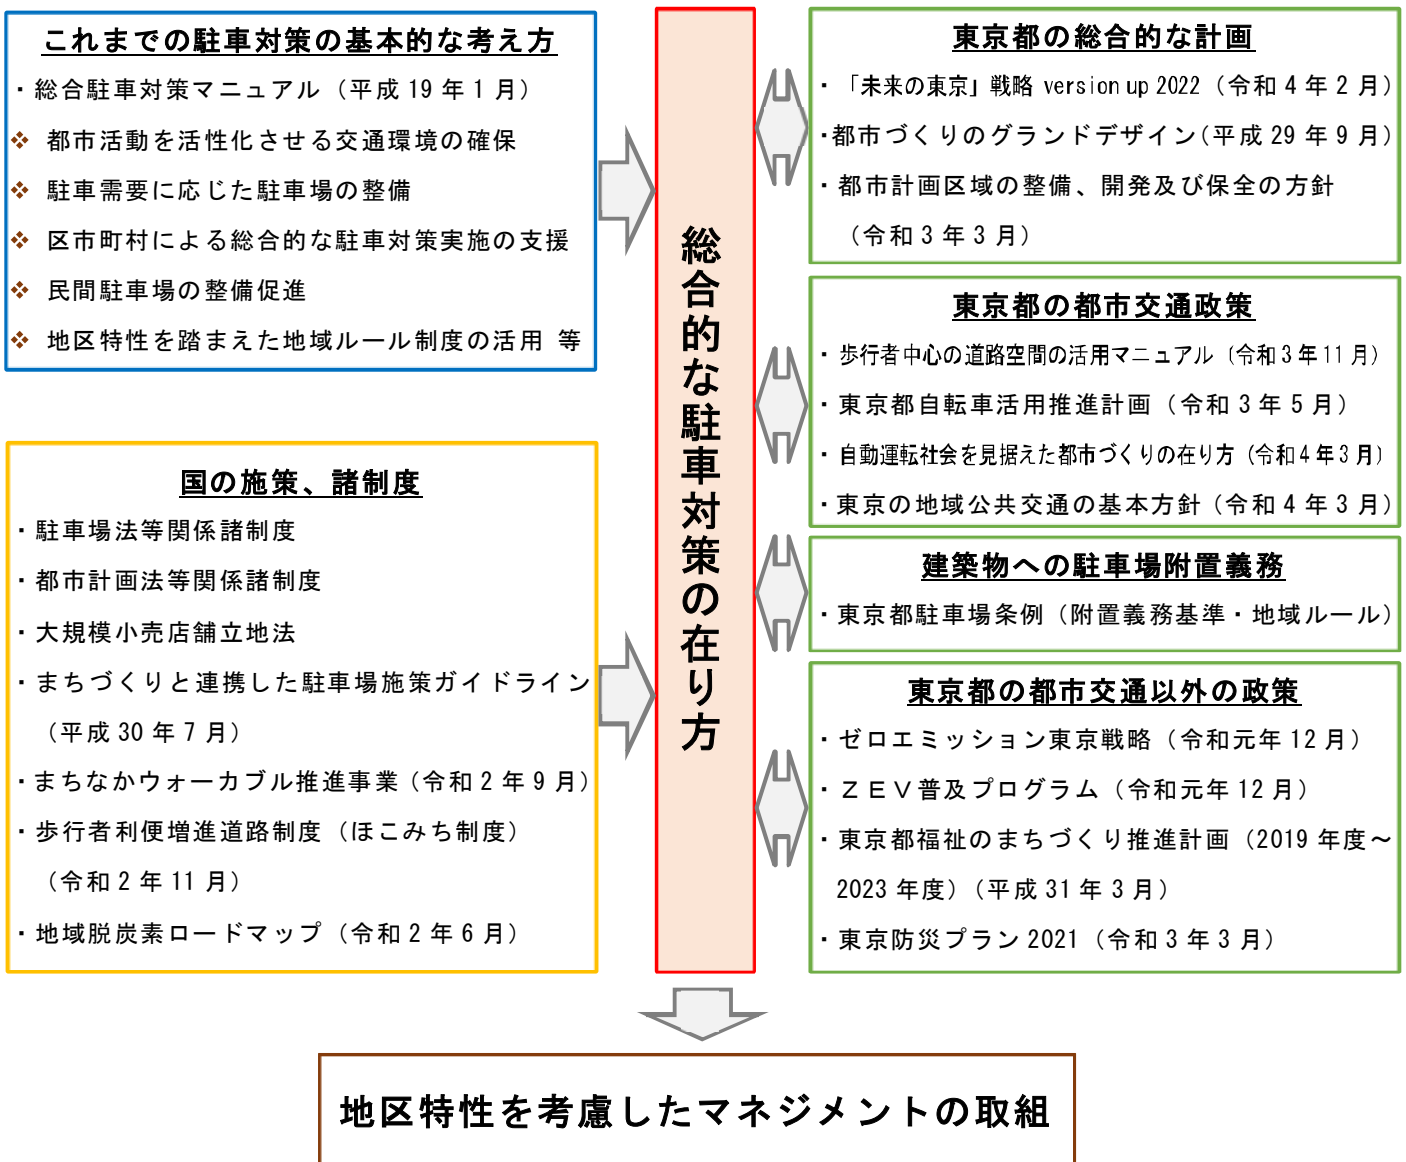 これまでの駐車対策の基本的な考え方
・総合駐車対策マニュアル（平成 19 年 1 月）
❖ 都市活動を活性化させる交通環境の確保
❖ 駐車需要に応じた駐車場の整備
❖ 区市町村による総合的な駐車対策実施の支援
❖ 民間駐車場の整備促進
❖ 地区特性を踏まえた地域ルール制度の活用 等
国の施策、諸制度
・駐車場法等関係諸制度
・都市計画法等関係諸制度
・大規模小売店舗立地法
・まちづくりと連携した駐車場施策ガイドライン
（平成 30 年 7 月）
・まちなかウォーカブル推進事業（令和 2 年 9 月）
・歩行者利便増進道路制度（ほこみち制度）
（令和 2 年 11 月）
・地域脱炭素ロードマップ（令和 2 年 6 月）
総合的な駐車対策の在り方
東京都の総合的な計画
・「未来の東京」戦略 version up 2022（令和 4 年 2 月）
・都市づくりのグランドデザイン（平成 29 年 9 月）
・都市計画区域の整備、開発及び保全の方針
（令和 3 年 3 月）
東京都の都市交通政策
・歩行者中心の道路空間の活用マニュアル（令和 3 年 11 月）
・東京都自転車活用推進計画（令和 3 年 5 月）
・自動運転社会を見据えた都市づくりの在り方（令和 4 年 3 月）
・東京の地域公共交通の基本方針（令和 4 年 3 月）
建築物への駐車場附置義務
・東京都駐車場条例（附置義務基準・地域ルール）
東京都の都市交通以外の政策
・ゼロエミッション東京戦略（令和元年 12 月）
・ＺＥＶ普及プログラム（令和元年 12 月）
・東京都福祉のまちづくり推進計画（2019 年度～
2023 年度）（平成 31 年 3 月）
・東京防災プラン 2021（令和 3 年 3 月）
地区特性を考慮したマネジメントの取組